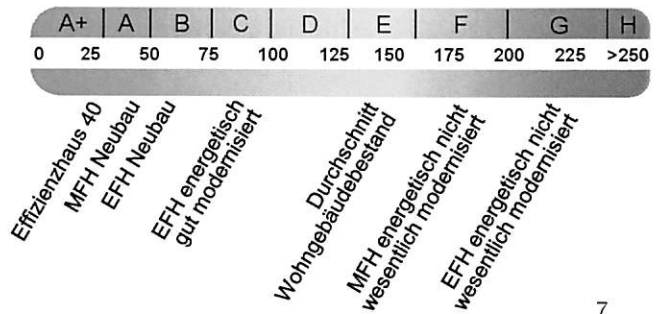 A+ A B C D E F G H
0 25 50 75 100 125 150 175 200 225 >250
Effizienzhaus 40
MFH Neubau
EFH Neubau
EFH energetisch
gut modernisiert
Durchschnitt
Wohngebäudebestand
MFH energetisch nicht
wesentlich modernisiert
EFH energetisch nicht
wesentlich modernisiert
7